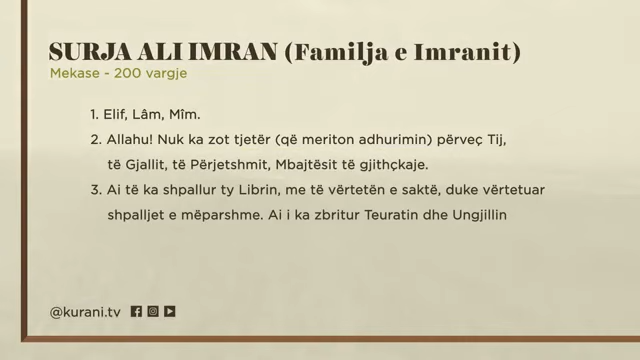 SURJA ALI IMRAN (Familja e Imranit)
Mekase - 200 vargje
1. Elif, Lâm, Mîm.
2. Allahu! Nuk ka zot tjetër (që meriton adhurimin) përveç Tij,
të Gjallit, të Përjetshmit, Mbajtësit të gjithçkaje.
3. Ai të ka shpallur ty Librin, me të vërtetën e saktë, duke vërtetuar
shpalljet e mëparshme. Ai i ka zbritur Teuratin dhe Ungjillin
@kurani.tv